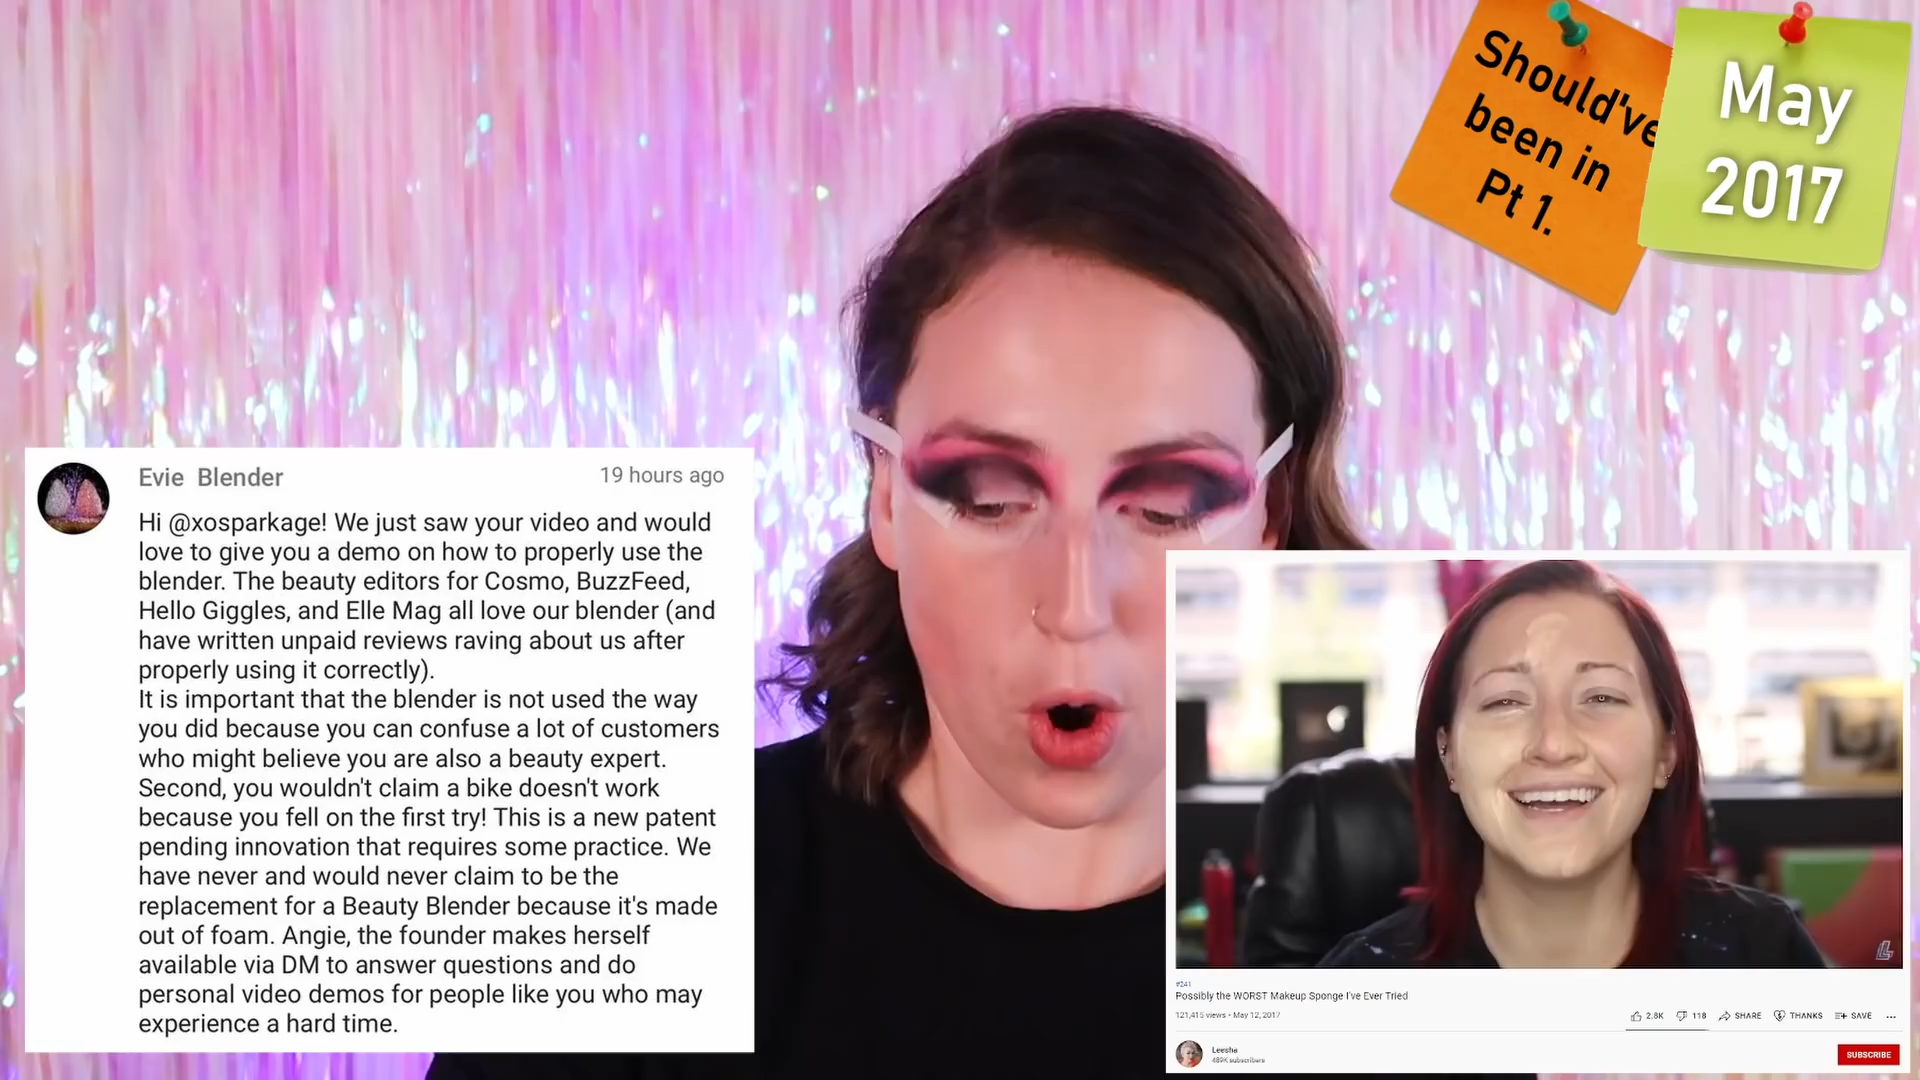 Should've
been in
Pt 1.
May
2017
Evie Blender
19 hours ago
Hi @xosparkage! We just saw your video and would
love to give you a demo on how to properly use the
blender. The beauty editors for Cosmo, BuzzFeed,
Hello Giggles, and Elle Mag all love our blender (and
have written unpaid reviews raving about us after
properly using it correctly).
It is important that the blender is not used the way
you did because you can confuse a lot of customers
who might believe you are also a beauty expert.
Second, you wouldn't claim a bike doesn't work
because you fell on the first try! This is a new patent
pending innovation that requires some practice. We
have never and would never claim to be the
replacement for a Beauty Blender because it's made
out of foam. Angie, the founder makes herself
available via DM to answer questions and do
personal video demos for people like you who may
experience a hard time.
#241
Possibly the WORST Makeup Sponge I've Ever Tried
121,415 views • May 12, 2017
2.8K 118 SHARE THANKS SAVE ...
Leesha
489K subscribers
SUBSCRIBE